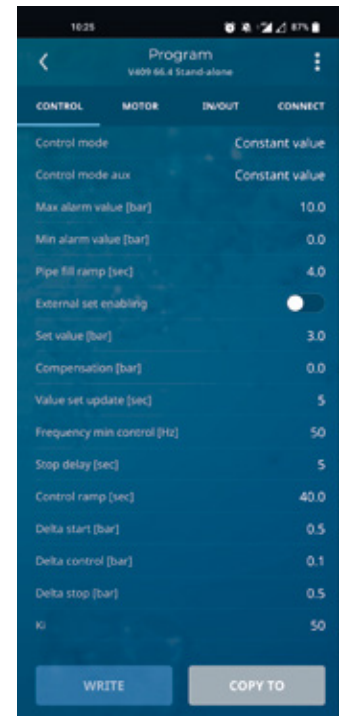 10:25 87%
Program
V409 66.4 Stand-alone
CONTROL MOTOR IN/OUT CONNECT
Control mode Constant value
Control mode aux Constant value
Max alarm value [bar] 10.0
Min alarm value [bar] 0.0
Pipe fill ramp [sec] 4.0
External set enabling
Set value [bar] 3.0
Compensation [bar] 0.0
Value set update [sec] 5
Frequency min control [Hz] 50
Stop delay [sec] 5
Control ramp [sec] 40.0
Delta start [bar] 0.5
Delta control [bar] 0.1
Delta stop [bar] 0.5
Ki 50
WRITE COPY TO